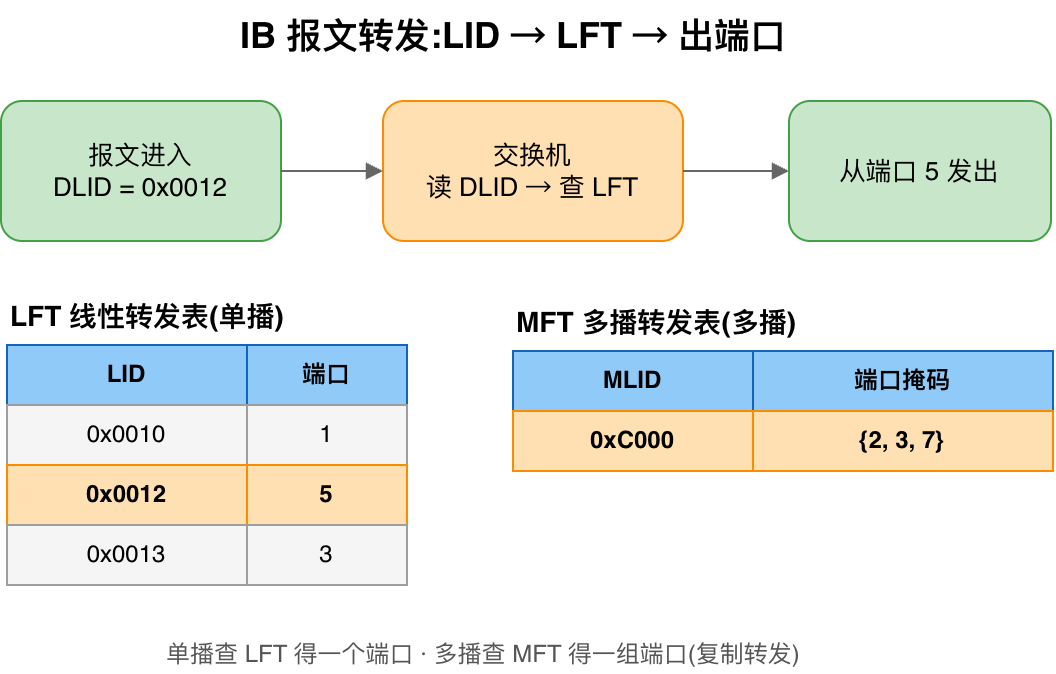 IB 报文转发:LID → LFT → 出端口
报文进入
DLID = 0x0012
交换机
读 DLID → 查 LFT
从端口 5 发出
LFT 线性转发表(单播)
LID 端口
0x0010 1
0x0012 5
0x0013 3
MFT 多播转发表(多播)
MLID 端口掩码
0xC000 {2, 3, 7}
单播查 LFT 得一个端口 · 多播查 MFT 得一组端口(复制转发)